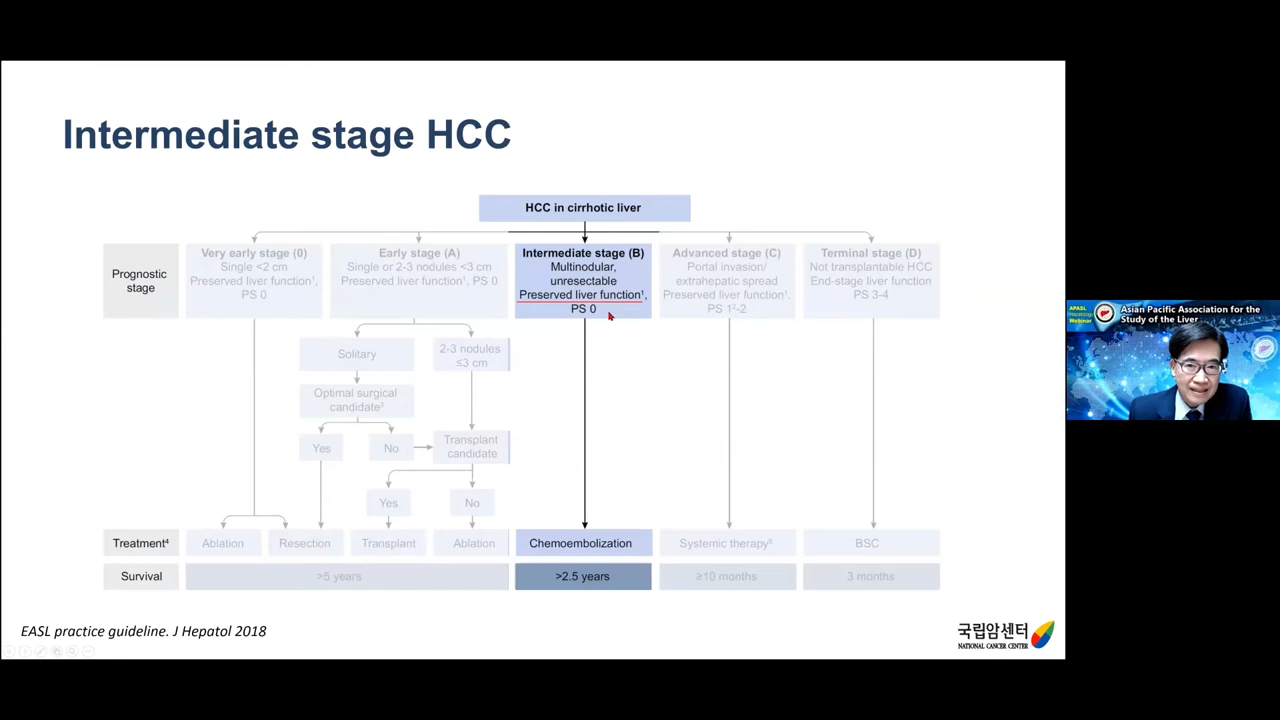 Intermediate stage HCC
HCC in cirrhotic liver
Prognostic
stage
Very early stage (0)
Single <2 cm
Preserved liver function¹,
PS 0
Early stage (A)
Single or 2-3 nodules <3 cm
Preserved liver function¹, PS 0
Intermediate stage (B)
Multinodular,
unresectable
Preserved liver function¹,
PS 0
Advanced stage (C)
Portal invasion/
extrahepatic spread
Preserved liver function¹,
PS 1²-2
Terminal stage (D)
Not transplantable HCC
End-stage liver function
PS 3-4
Solitary
2-3 nodules
≤3 cm
Optimal surgical
candidate³
Yes
No
Transplant
candidate
Yes
No
Treatment⁴
Ablation
Resection
Transplant
Ablation
Chemoembolization
Systemic therapy⁵
BSC
Survival
>5 years
>2.5 years
≥10 months
3 months
EASL practice guideline. J Hepatol 2018
국립암센터
NATIONAL CANCER CENTER
APASL
Hepatology
Webinar
Asian Pacific Association for the
Study of the Liver